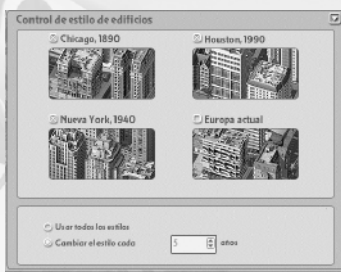 Control de estilo de edificios
Chicago, 1890
Houston, 1990
Nueva York, 1940
Europa actual
Usar todos los estilos
Cambiar el estilo cada 5 años